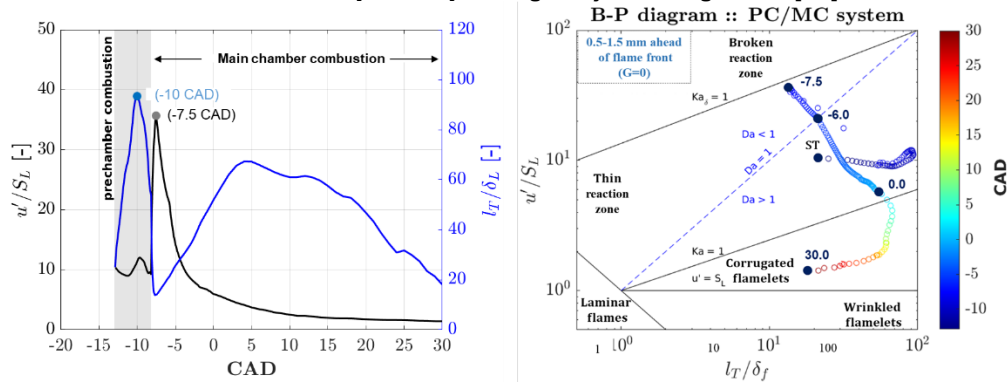 B-P diagram :: PC/MC system
50
40
30
20
10
0
u'/S_L [-]
prechamber combustion
Main chamber combustion
(-10 CAD)
(-7.5 CAD)
120
100
80
60
40
20
0
l_T/δ_L [-]
-20 -15 -10 -5 0 5 10 15 20 25 30
CAD
10^2
10^1
10^0
u'/S_L
0.5-1.5 mm ahead
of flame front
(G=0)
Broken
reaction
zone
Ka_δ = 1
-7.5
-6.0
Da < 1
Da = 1
Da > 1
ST
Thin
reaction
zone
0.0
Ka = 1
30.0
Corrugated
flamelets
u' = S_L
Laminar
flames
Wrinkled
flamelets
1 10^0 10 10^1 100 10^2
l_T/δ_f
30
25
20
15
10
5
0
-5
-10
CAD